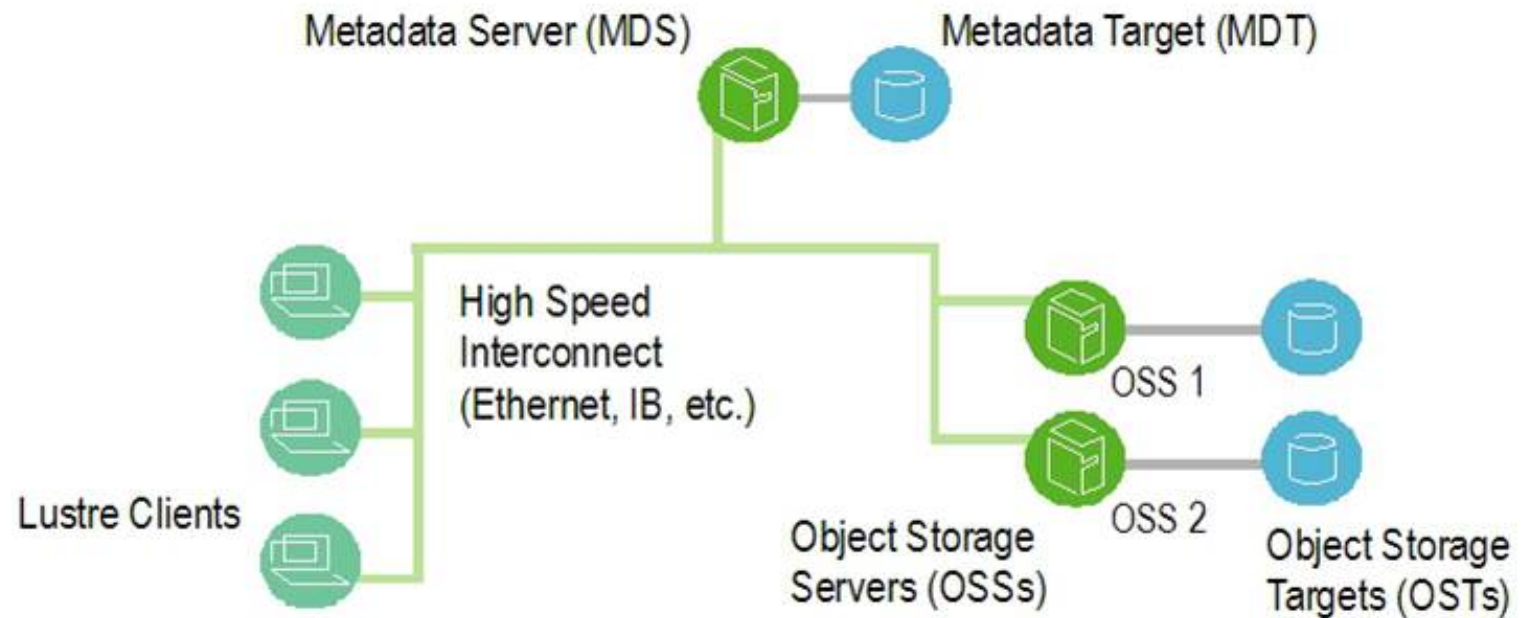 Metadata Server (MDS)
Metadata Target (MDT)
High Speed
Interconnect
(Ethernet, IB, etc.)
Lustre Clients
OSS 1
OSS 2
Object Storage
Servers (OSSs)
Object Storage
Targets (OSTs)